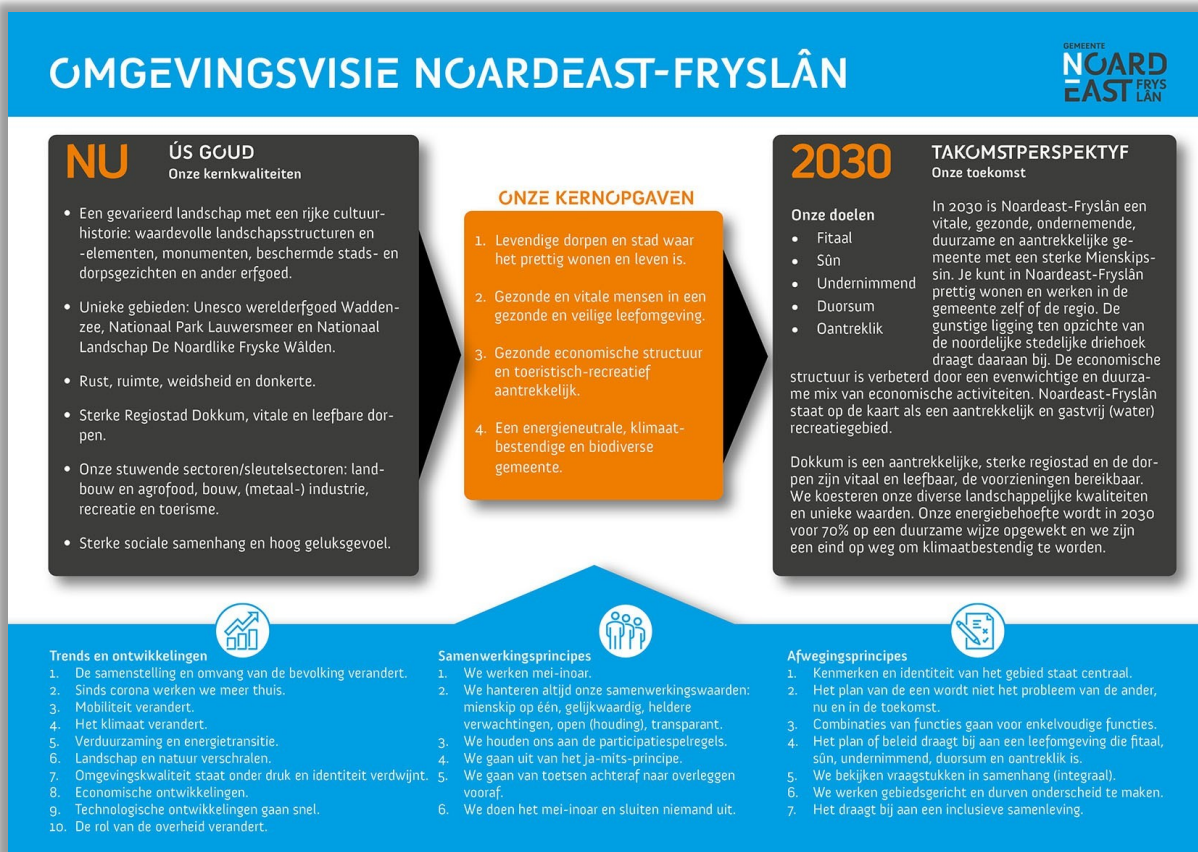 OMGEVINGSVISIE NOARDEAST-FRYSLÂN
GEMEENTE
NOARD
EAST FRYS
LÂN
NU
ÚS GOUD
Onze kernkwaliteiten
• Een gevarieerd landschap met een rijke cultuur-
historie: waardevolle landschapsstructuren en
-elementen, monumenten, beschermde stads- en
dorpsgezichten en ander erfgoed.
• Unieke gebieden: Unesco werelderfgoed Wadden-
zee, Nationaal Park Lauwersmeer en Nationaal
Landschap De Noardlike Fryske Wâlden.
• Rust, ruimte, weidsheid en donkerte.
• Sterke Regiostad Dokkum, vitale en leefbare dor-
pen.
• Onze stuwende sectoren/sleutelsectoren: land-
bouw en agrofood, bouw, (metaal-) industrie,
recreatie en toerisme.
• Sterke sociale samenhang en hoog geluksgevoel.
ONZE KERNOPGAVEN
1. Levendige dorpen en stad waar
het prettig wonen en leven is.
2. Gezonde en vitale mensen in een
gezonde en veilige leefomgeving.
3. Gezonde economische structuur
en toeristisch-recreatief
aantrekkelijk.
4. Een energieneutrale, klimaat-
bestendige en biodiverse
gemeente.
2030
TAKOMSTPERSPEKTYF
Onze toekomst
Onze doelen
• Fitaal
• Sûn
• Undernimmend
• Duorsum
• Oantreklik
In 2030 is Noardeast-Fryslân een
vitale, gezonde, ondernemende,
duurzame en aantrekkelijke ge-
meente met een sterke Mienskips-
sin. Je kunt in Noardeast-Fryslân
prettig wonen en werken in de
gemeente zelf of de regio. De
gunstige ligging ten opzichte van
de noordelijke stedelijke driehoek
draagt daaraan bij. De economische
structuur is verbeterd door een evenwichtige en duurza-
me mix van economische activiteiten. Noardeast-Fryslân
staat op de kaart als een aantrekkelijk en gastvrij (water)
recreatiegebied.
Dokkum is een aantrekkelijke, sterke regiostad en de dor-
pen zijn vitaal en leefbaar, de voorzieningen bereikbaar.
We koesteren onze diverse landschappelijke kwaliteiten
en unieke waarden. Onze energiebehoefte wordt in 2030
voor 70% op een duurzame wijze opgewekt en we zijn
een eind op weg om klimaatbestendig te worden.
Trends en ontwikkelingen
1. De samenstelling en omvang van de bevolking verandert.
2. Sinds corona werken we meer thuis.
3. Mobiliteit verandert.
4. Het klimaat verandert.
5. Verduurzaming en energietransitie.
6. Landschap en natuur verschralen.
7. Omgevingskwaliteit staat onder druk en identiteit verdwijnt.
8. Economische ontwikkelingen.
9. Technologische ontwikkelingen gaan snel.
10. De rol van de overheid verandert.
Samenwerkingsprincipes
1. We werken mei-inoar.
2. We hanteren altijd onze samenwerkingswaarden:
mienskip op één, gelijkwaardig, heldere
verwachtingen, open (houding), transparant.
3. We houden ons aan de participatiespelregels.
4. We gaan uit van het ja-mits-principe.
5. We gaan van toetsen achteraf naar overleggen
vooraf.
6. We doen het mei-inoar en sluiten niemand uit.
Afwegingsprincipes
1. Kenmerken en identiteit van het gebied staat centraal.
2. Het plan van de een wordt niet het probleem van de ander,
nu en in de toekomst.
3. Combinaties van functies gaan voor enkelvoudige functies.
4. Het plan of beleid draagt bij aan een leefomgeving die fitaal,
sûn, undernimmend, duorsum en oantreklik is.
5. We bekijken vraagstukken in samenhang (integraal).
6. We werken gebiedsgericht en durven onderscheid te maken.
7. Het draagt bij aan een inclusieve samenleving.